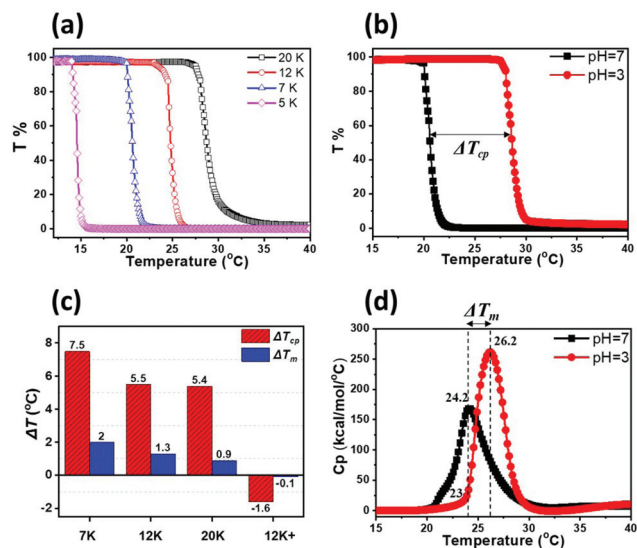 (a)
100
80
60
40
20
0
T %
15 20 25 30 35 40
Temperature (°C)
20 K
12 K
7 K
5 K
(b)
100
80
60
40
20
0
T %
15 20 25 30 35 40
Temperature (°C)
pH=7
pH=3
ΔTcp
(c)
8
6
4
2
0
-2
ΔT (°C)
ΔTcp
ΔTm
7.5
2
5.5
1.3
5.4
0.9
-1.6
-0.1
7K 12K 20K 12K+
(d)
ΔTm
300
250
200
150
100
50
0
Cp (kcal/mol/°C)
pH=7
pH=3
26.2
24.2
15 20 25 30 35 40
Temperature (°C)